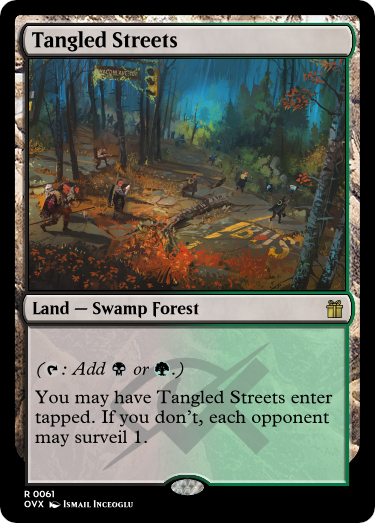 Tangled Streets
Land — Swamp Forest
(T: Add B or G.)
You may have Tangled Streets enter
tapped. If you don't, each opponent
may surveil 1.
R 0061
OVX Ismail Inceoglu